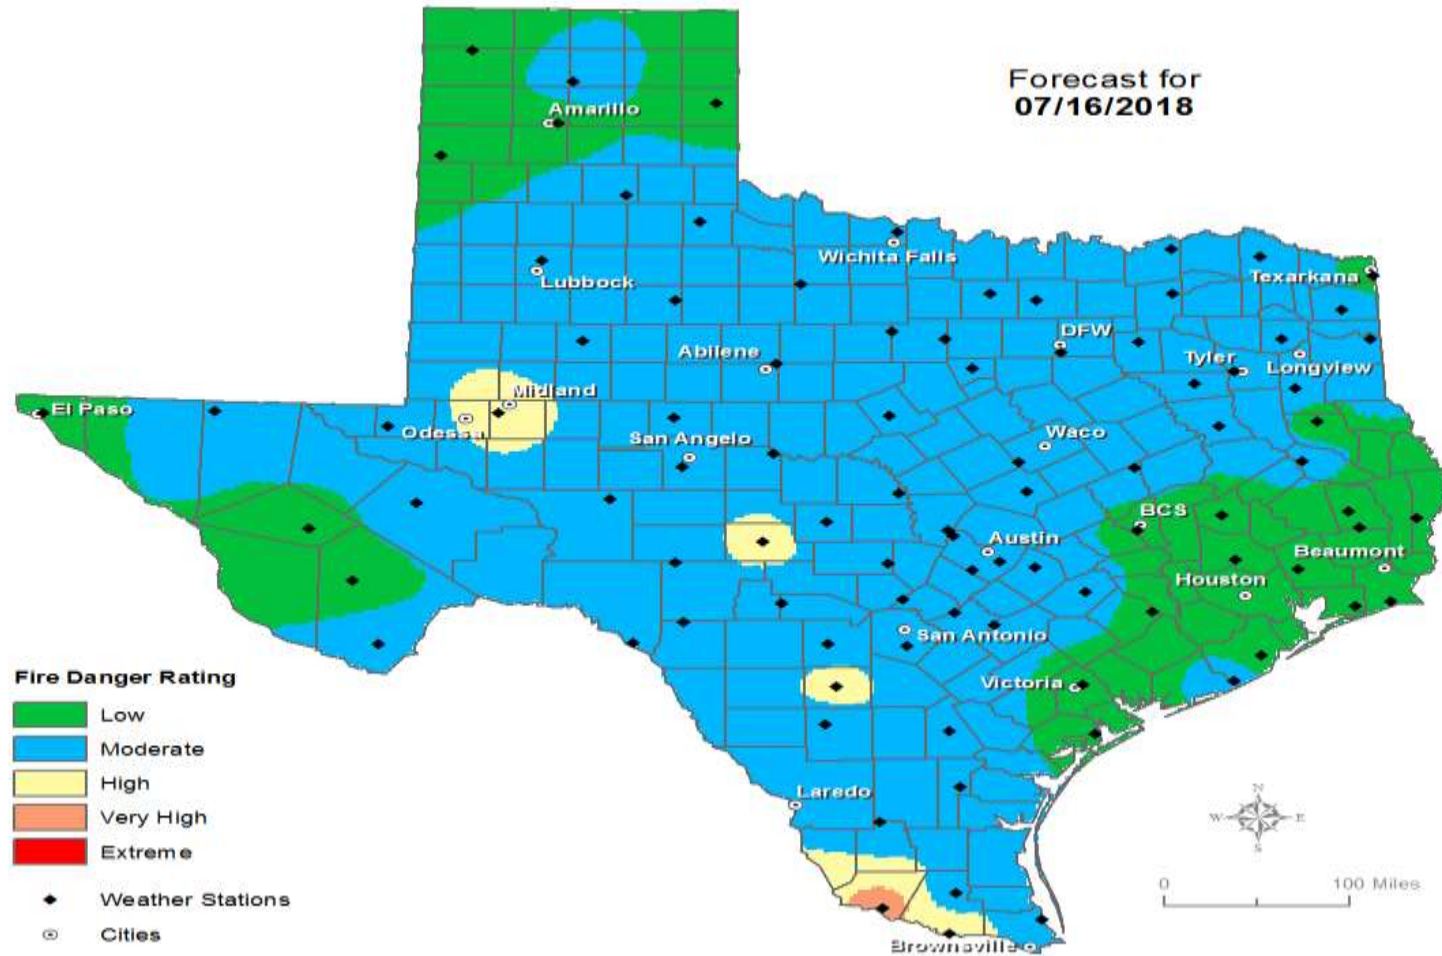 Forecast for
07/16/2018
Amarillo
Wichita Falls
Lubbock
Texarkana
DFW
Abilene
Tyler
Longview
Midland
El Paso
Odessa
San Angelo
Waco
BCS
Austin
Beaumont
Houston
San Antonio
Victoria
Laredo
Brownsville
Fire Danger Rating
Low
Moderate
High
Very High
Extreme
Weather Stations
Cities
N
W E
S
0 100 Miles